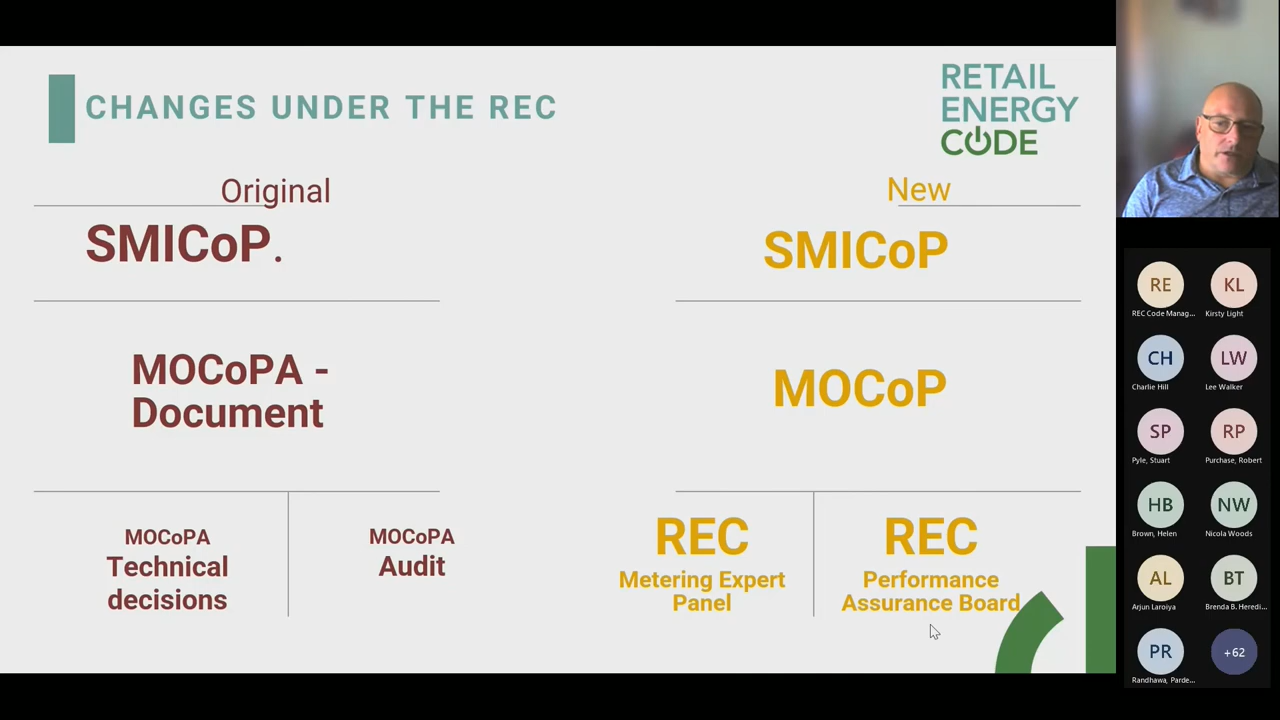 CHANGES UNDER THE REC
RETAIL
ENERGY
CODE
Original
New
SMICoP.
SMICoP
MOCoPA -
Document
MOCoP
MOCoPA
Technical
decisions
MOCoPA
Audit
REC
Metering Expert
Panel
REC
Performance
Assurance Board
RE
REC Code Manag...
KL
Kirsty Light
CH
Charlie Hill
LW
Lee Walker
SP
Pyle, Stuart
RP
Purchase, Robert
HB
Brown, Helen
NW
Nicola Woods
AL
Arjun Laroiya
BT
Brenda B. Heredi...
PR
Randhawa, Parde...
+62